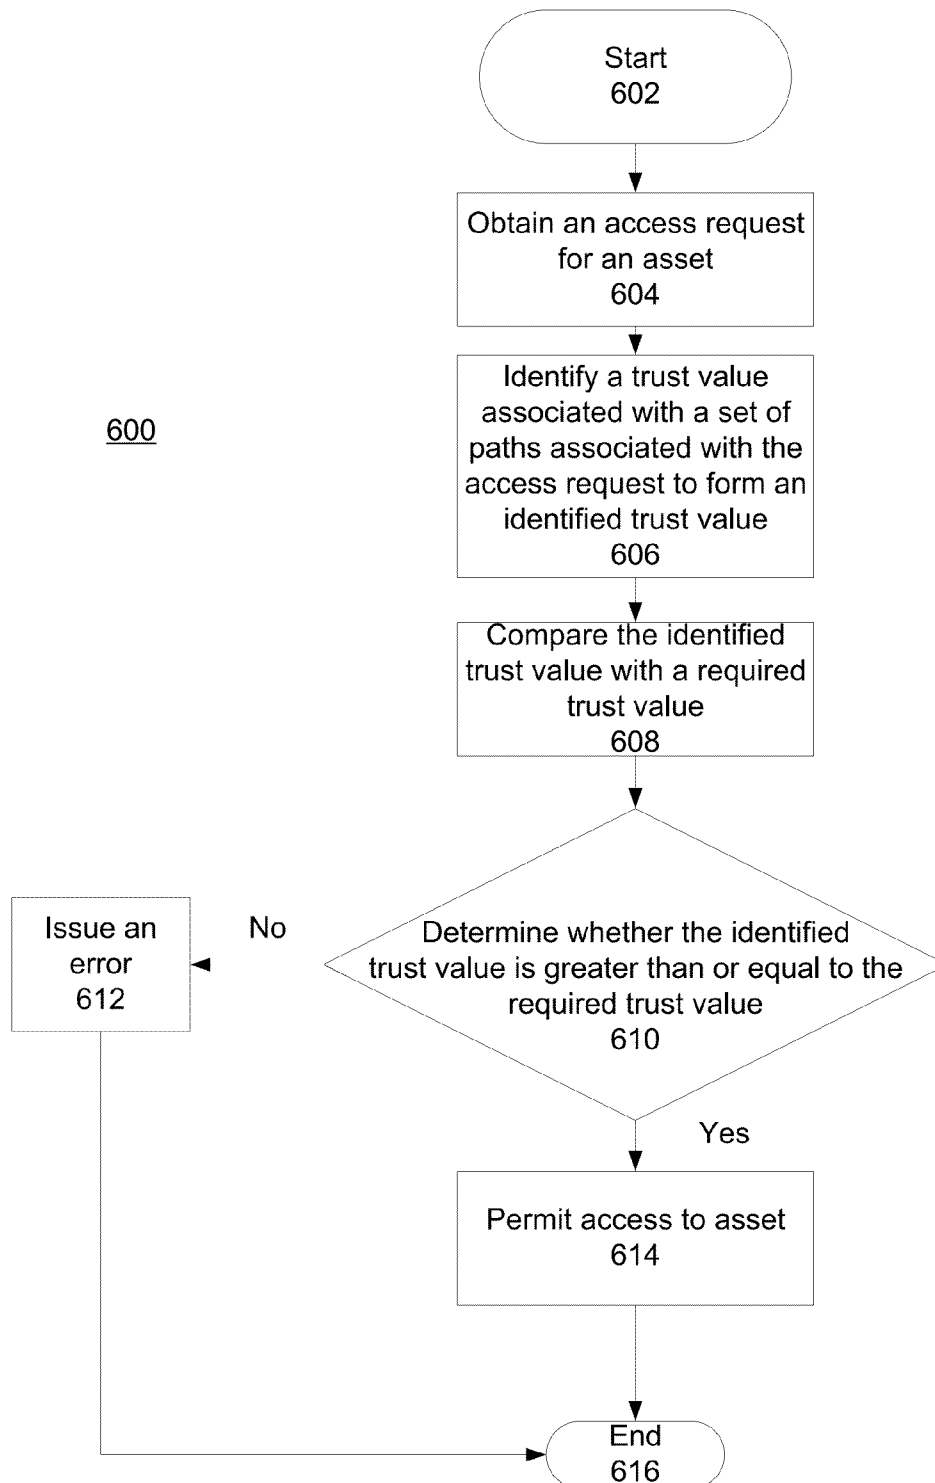 Start
602
Obtain an access request
for an asset
604
Identify a trust value
associated with a set of
paths associated with the
access request to form an
identified trust value
606
600
Compare the identified
trust value with a required
trust value
608
Determine whether the identified
trust value is greater than or equal to the
required trust value
610
No
Issue an
error
612
Yes
Permit access to asset
614
End
616